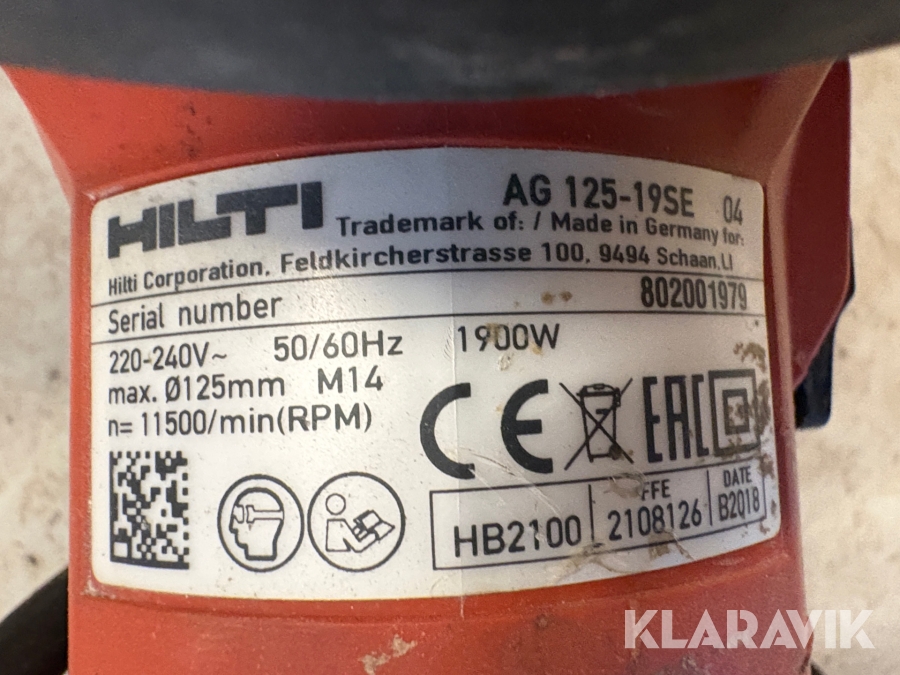 HILTI
AG 125-19SE 04
Trademark of: / Made in Germany for:
Hilti Corporation, Feldkircherstrasse 100, 9494 Schaan, LI
Serial number 802001979
220-240V~ 50/60Hz 1900W
max. Ø125mm M14
n= 11500/min(RPM)
CE EAC
FFE DATE
HB2100 2108126 B2018
KLARAVIK